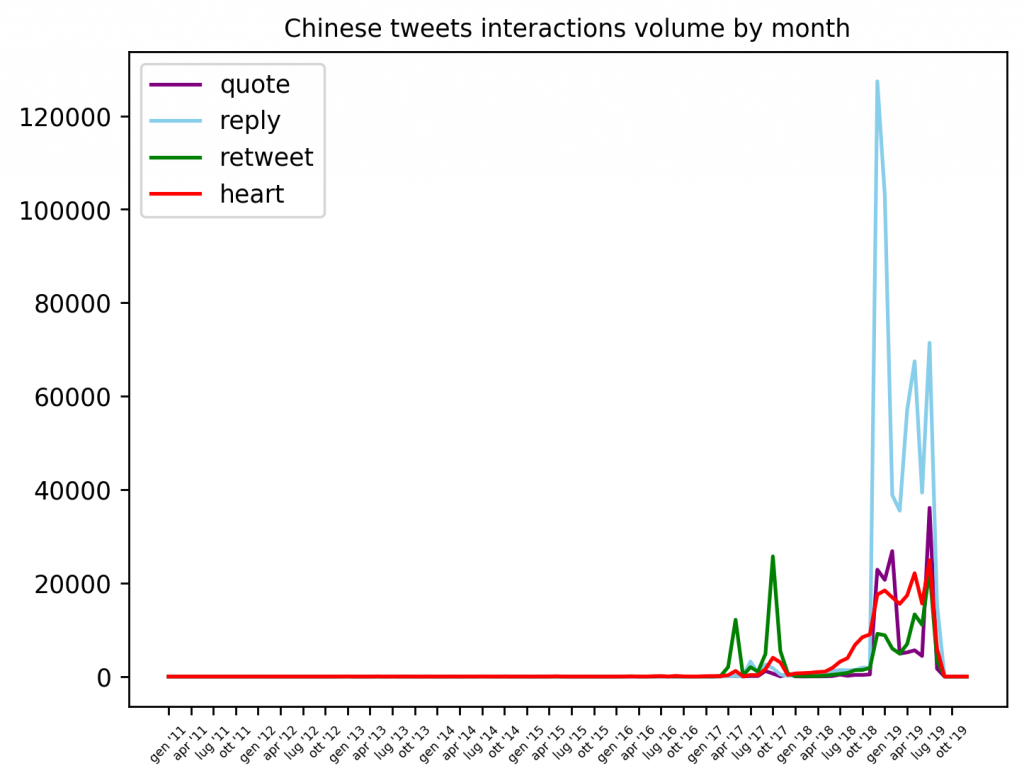 Chinese tweets interactions volume by month
quote
reply
retweet
heart
120000
100000
80000
60000
40000
20000
0
gen '11
apr '11
lug '11
ott '11
gen '12
apr '12
lug '12
ott '12
gen '13
apr '13
lug '13
ott '13
gen '14
apr '14
lug '14
ott '14
gen '15
apr '15
lug '15
ott '15
gen '16
apr '16
lug '16
ott '16
gen '17
apr '17
lug '17
ott '17
gen '18
apr '18
lug '18
ott '18
gen '19
apr '19
lug '19
ott '19